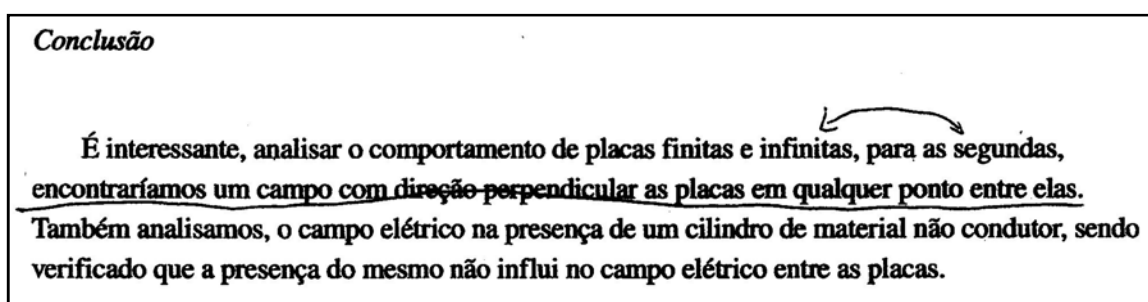 Conclusão
É interessante, analisar o comportamento de placas finitas e infinitas, para as segundas,
encontraríamos um campo com direção perpendicular as placas em qualquer ponto entre elas.
Também analisamos, o campo elétrico na presença de um cilindro de material não condutor, sendo
verificado que a presença do mesmo não influi no campo elétrico entre as placas.